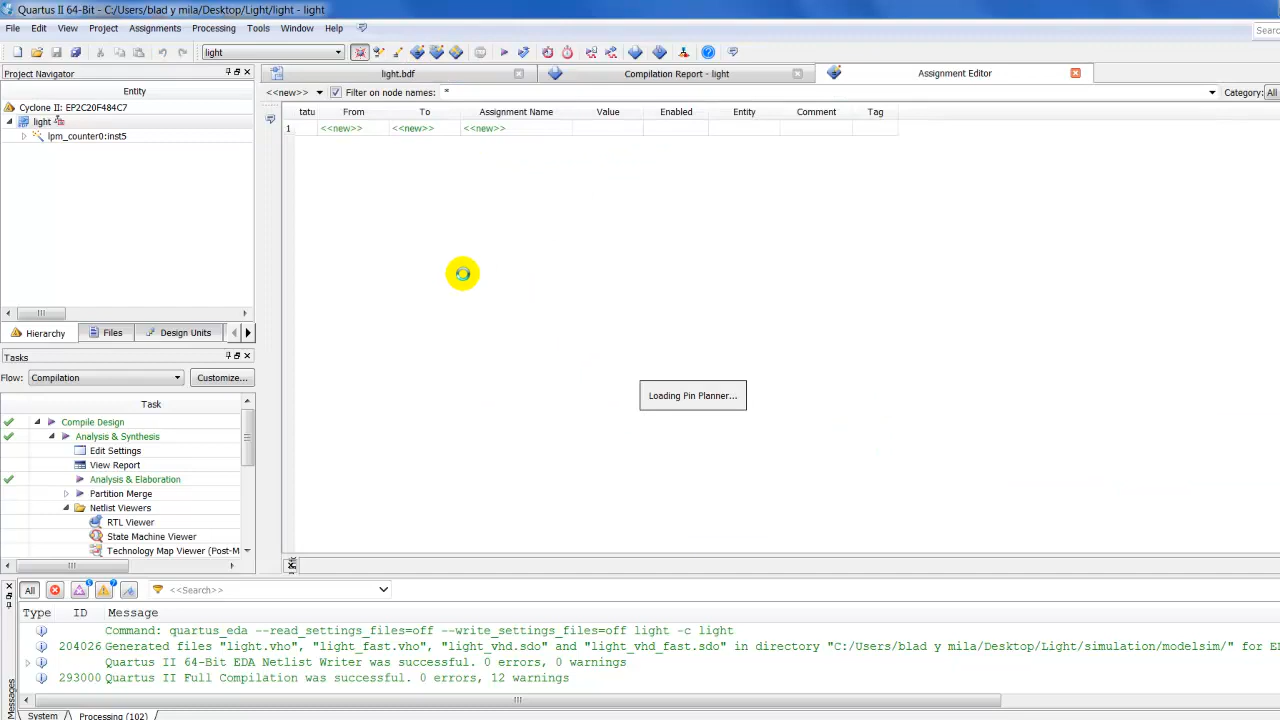 Quartus II 64-Bit - C:/Users/blad y mila/Desktop/Light/light - light
File Edit View Project Assignments Processing Tools Window Help
Searc
light
Project Navigator
light.bdf
Compilation Report - light
Assignment Editor
Entity
<<new>> Filter on node names: * Category: All
Cyclone II: EP2C20F484C7
tatu From To Assignment Name Value Enabled Entity Comment Tag
light
1 <<new>> <<new>> <<new>>
lpm_counter0:inst5
Hierarchy Files Design Units
Tasks
Flow: Compilation Customize...
Loading Pin Planner...
Task
Compile Design
Analysis & Synthesis
Edit Settings
View Report
Analysis & Elaboration
Partition Merge
Netlist Viewers
RTL Viewer
State Machine Viewer
Technology Map Viewer (Post-M
All <<Search>>
Type ID Message
Command: quartus_eda --read_settings_files=off --write_settings_files=off light -c light
204026 Generated files "light.vho", "light_fast.vho", "light_vhd.sdo" and "light_vhd_fast.sdo" in directory "C:/Users/blad y mila/Desktop/Light/simulation/modelsim/" for ED
Quartus II 64-Bit EDA Netlist Writer was successful. 0 errors, 0 warnings
293000 Quartus II Full Compilation was successful. 0 errors, 12 warnings
Messages
System Processing (102)